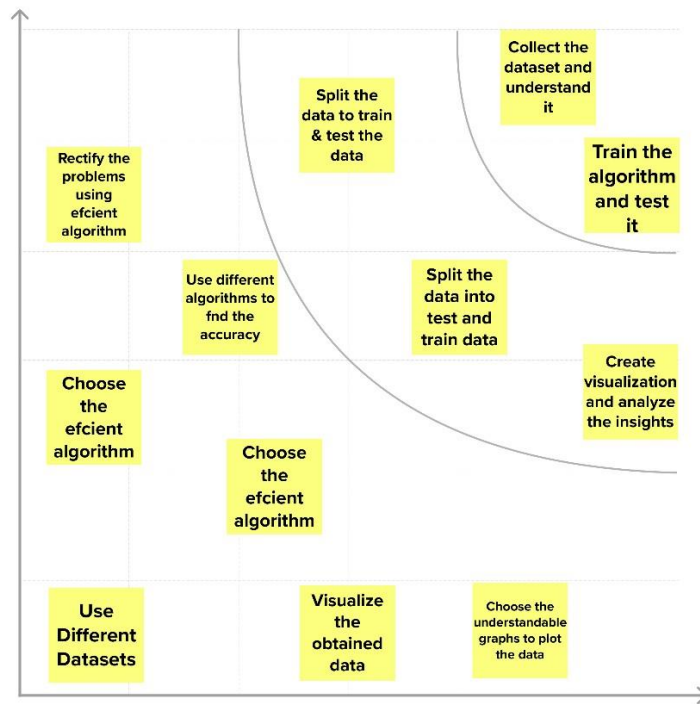 Collect the
dataset and
understand
it
Split the
data to train
& test the
data
Train the
algorithm
and test
it
Rectify the
problems
using
efcient
algorithm
Use different
algorithms to
fnd the
accuracy
Split the
data into
test and
train data
Create
visualization
and analyze
the insights
Choose
the
efcient
algorithm
Choose
the
efcient
algorithm
Use
Different
Datasets
Visualize
the
obtained
data
Choose the
understandable
graphs to plot
the data